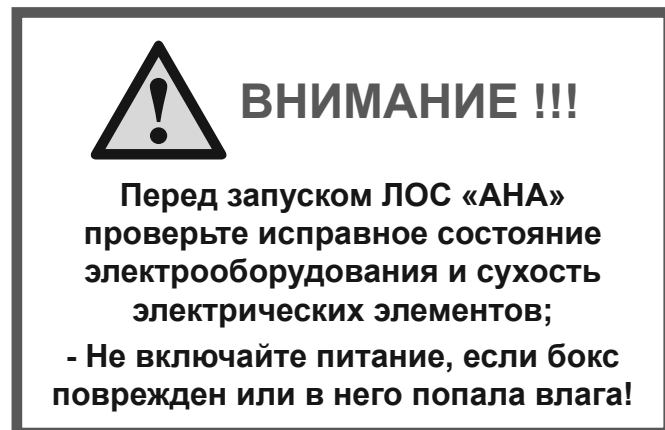 ВНИМАНИЕ !!!
Перед запуском ЛОС «АНА»
проверьте исправное состояние
электрооборудования и сухость
электрических элементов;
- Не включайте питание, если бокс
поврежден или в него попала влага!